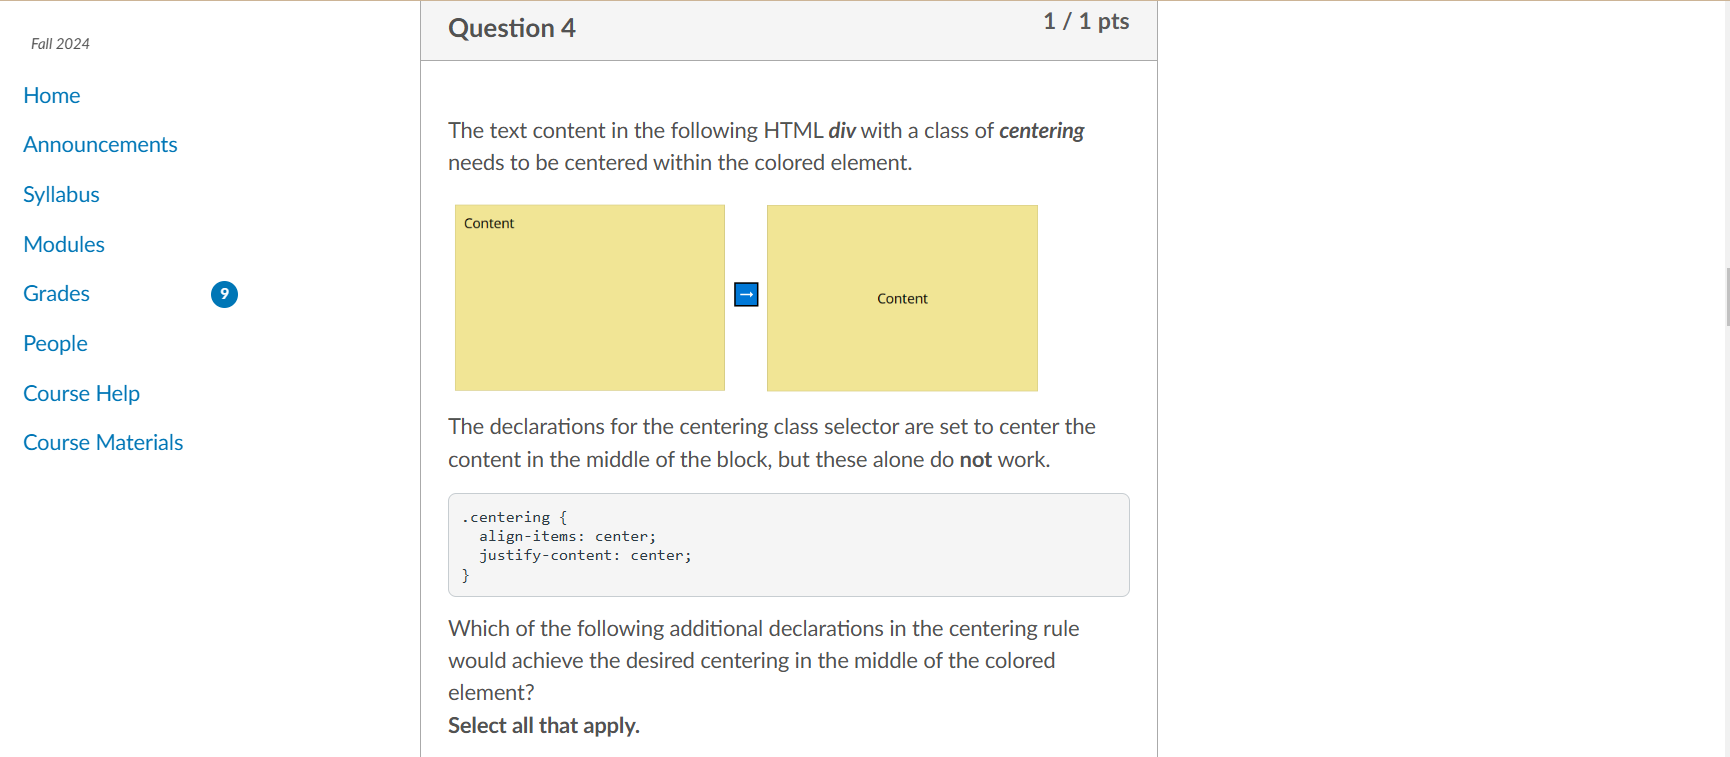 Fall 2024
Home
Announcements
Syllabus
Modules
Grades
9
People
Course Help
Course Materials
Question 4
1 / 1 pts
The text content in the following HTML div with a class of centering
needs to be centered within the colored element.
Content
→
Content
The declarations for the centering class selector are set to center the
content in the middle of the block, but these alone do not work.
.centering {
  align-items: center;
  justify-content: center;
}
Which of the following additional declarations in the centering rule
would achieve the desired centering in the middle of the colored
element?
Select all that apply.